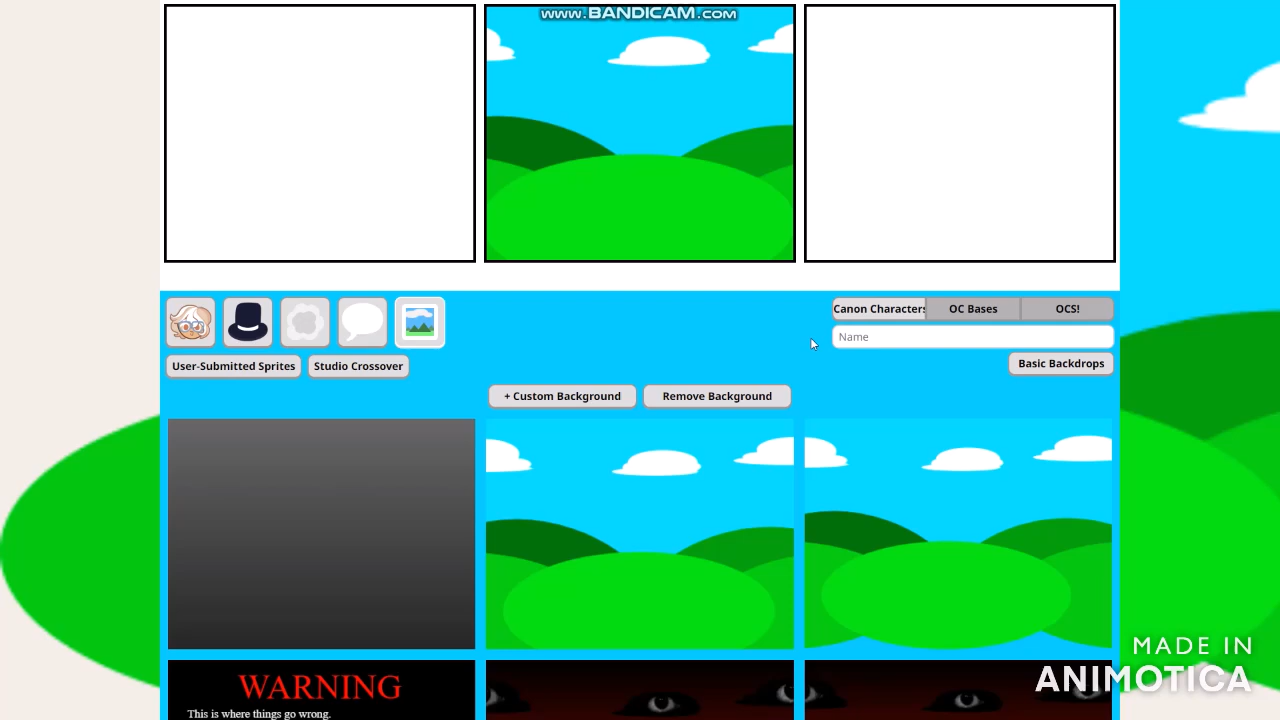 www.BANDICAM.com
Canon Characters
OC Bases
OCS!
Name
User-Submitted Sprites
Studio Crossover
Basic Backdrops
+ Custom Background
Remove Background
WARNING
This is where things go wrong.
MADE IN
ANIMOTICA